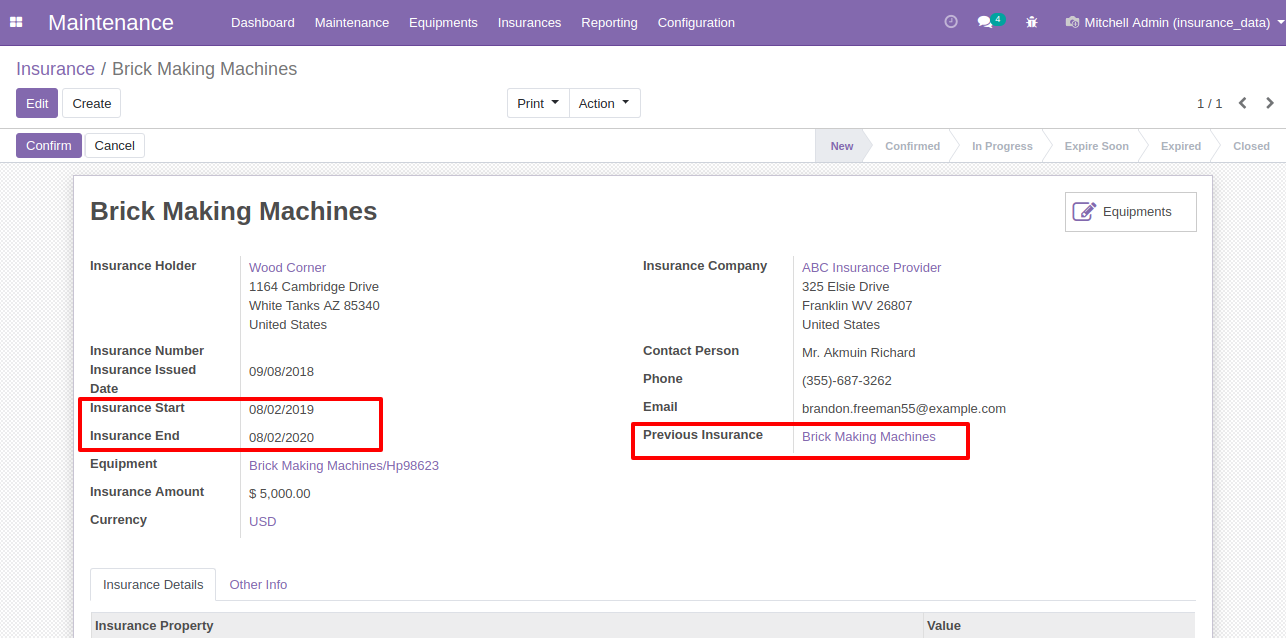 Maintenance Dashboard Maintenance Equipments Insurances Reporting Configuration 4 Mitchell Admin (insurance_data)
Insurance / Brick Making Machines
Edit Create Print Action 1 / 1
Confirm Cancel New Confirmed In Progress Expire Soon Expired Closed
Brick Making Machines
Equipments
Insurance Holder Wood Corner
1164 Cambridge Drive
White Tanks AZ 85340
United States
Insurance Number
Insurance Issued
Date 09/08/2018
Insurance Start 08/02/2019
Insurance End 08/02/2020
Equipment Brick Making Machines/Hp98623
Insurance Amount $ 5,000.00
Currency USD
Insurance Company ABC Insurance Provider
325 Elsie Drive
Franklin WV 26807
United States
Contact Person Mr. Akmuin Richard
Phone (355)-687-3262
Email brandon.freeman55@example.com
Previous Insurance Brick Making Machines
Insurance Details Other Info
Insurance Property Value